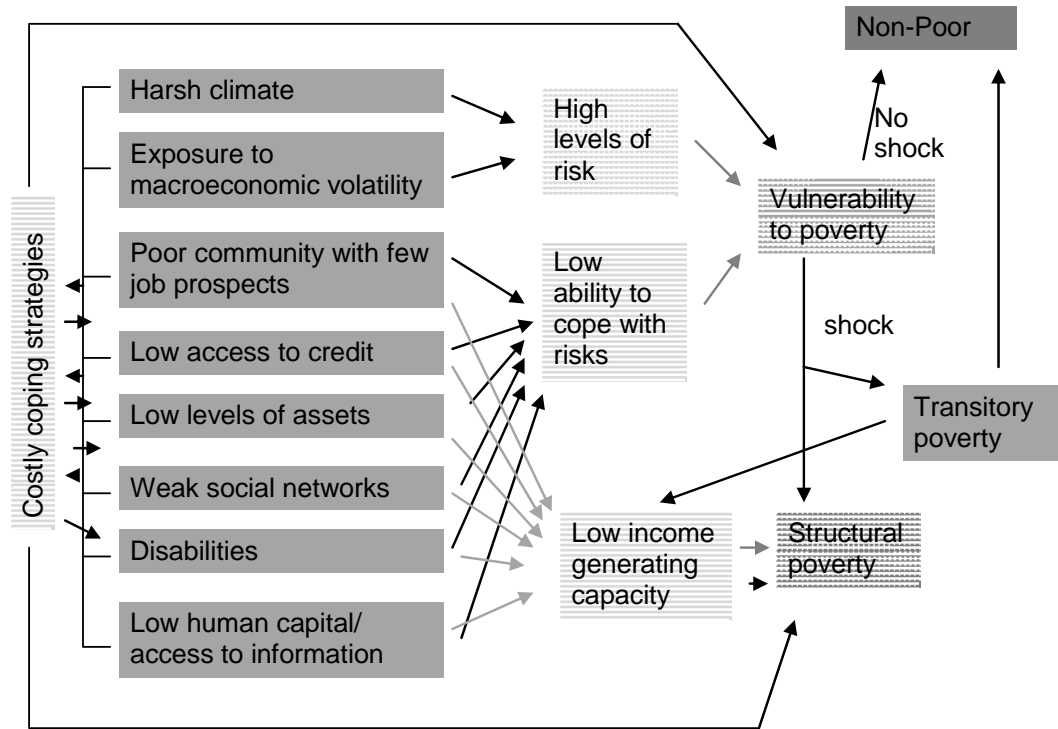 Non-Poor
Harsh climate
High
levels of
risk
No
shock
Exposure to
macroeconomic volatility
Vulnerability
to poverty
Costly coping strategies
Poor community with few
job prospects
Low
ability to
cope with
risks
shock
Low access to credit
Low levels of assets
Transitory
poverty
Weak social networks
Disabilities
Low income
generating
capacity
Structural
poverty
Low human capital/
access to information